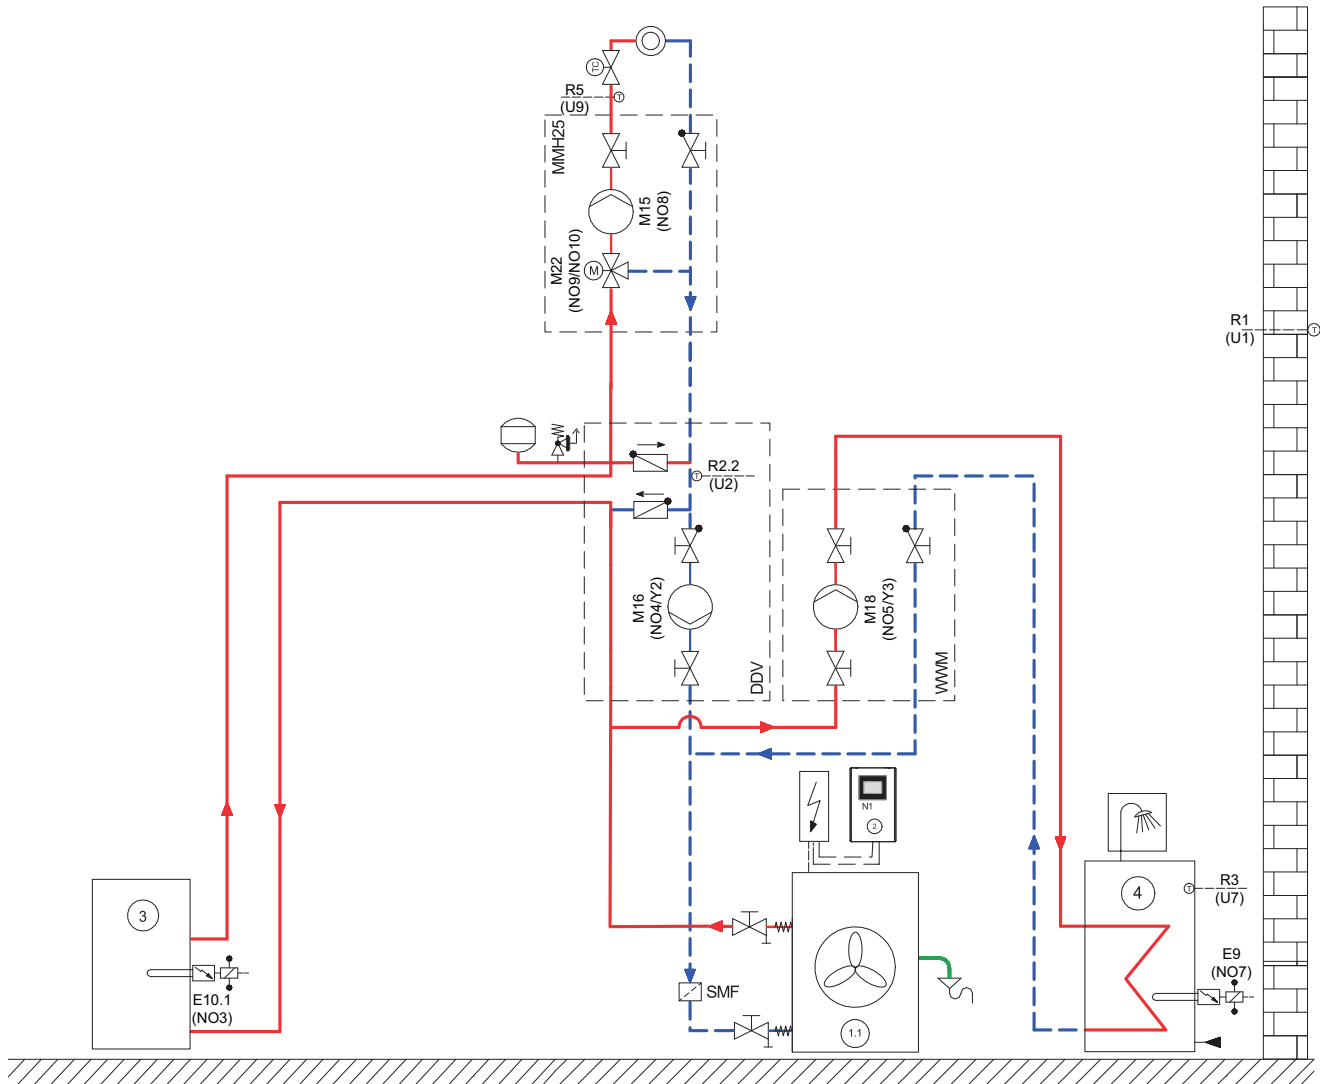 TC
R5
T
(U9)
MMH25
M15
(NO8)
M22
(NO9/NO10)
M
R1
(U1)
T
R2.2
T
(U2)
M16
(NO4/Y2)
DDV
M18
(NO5/Y3)
WWM
N1
2
3
E10.1
(NO3)
SMF
1.1
4
T
R3
(U7)
E9
(NO7)